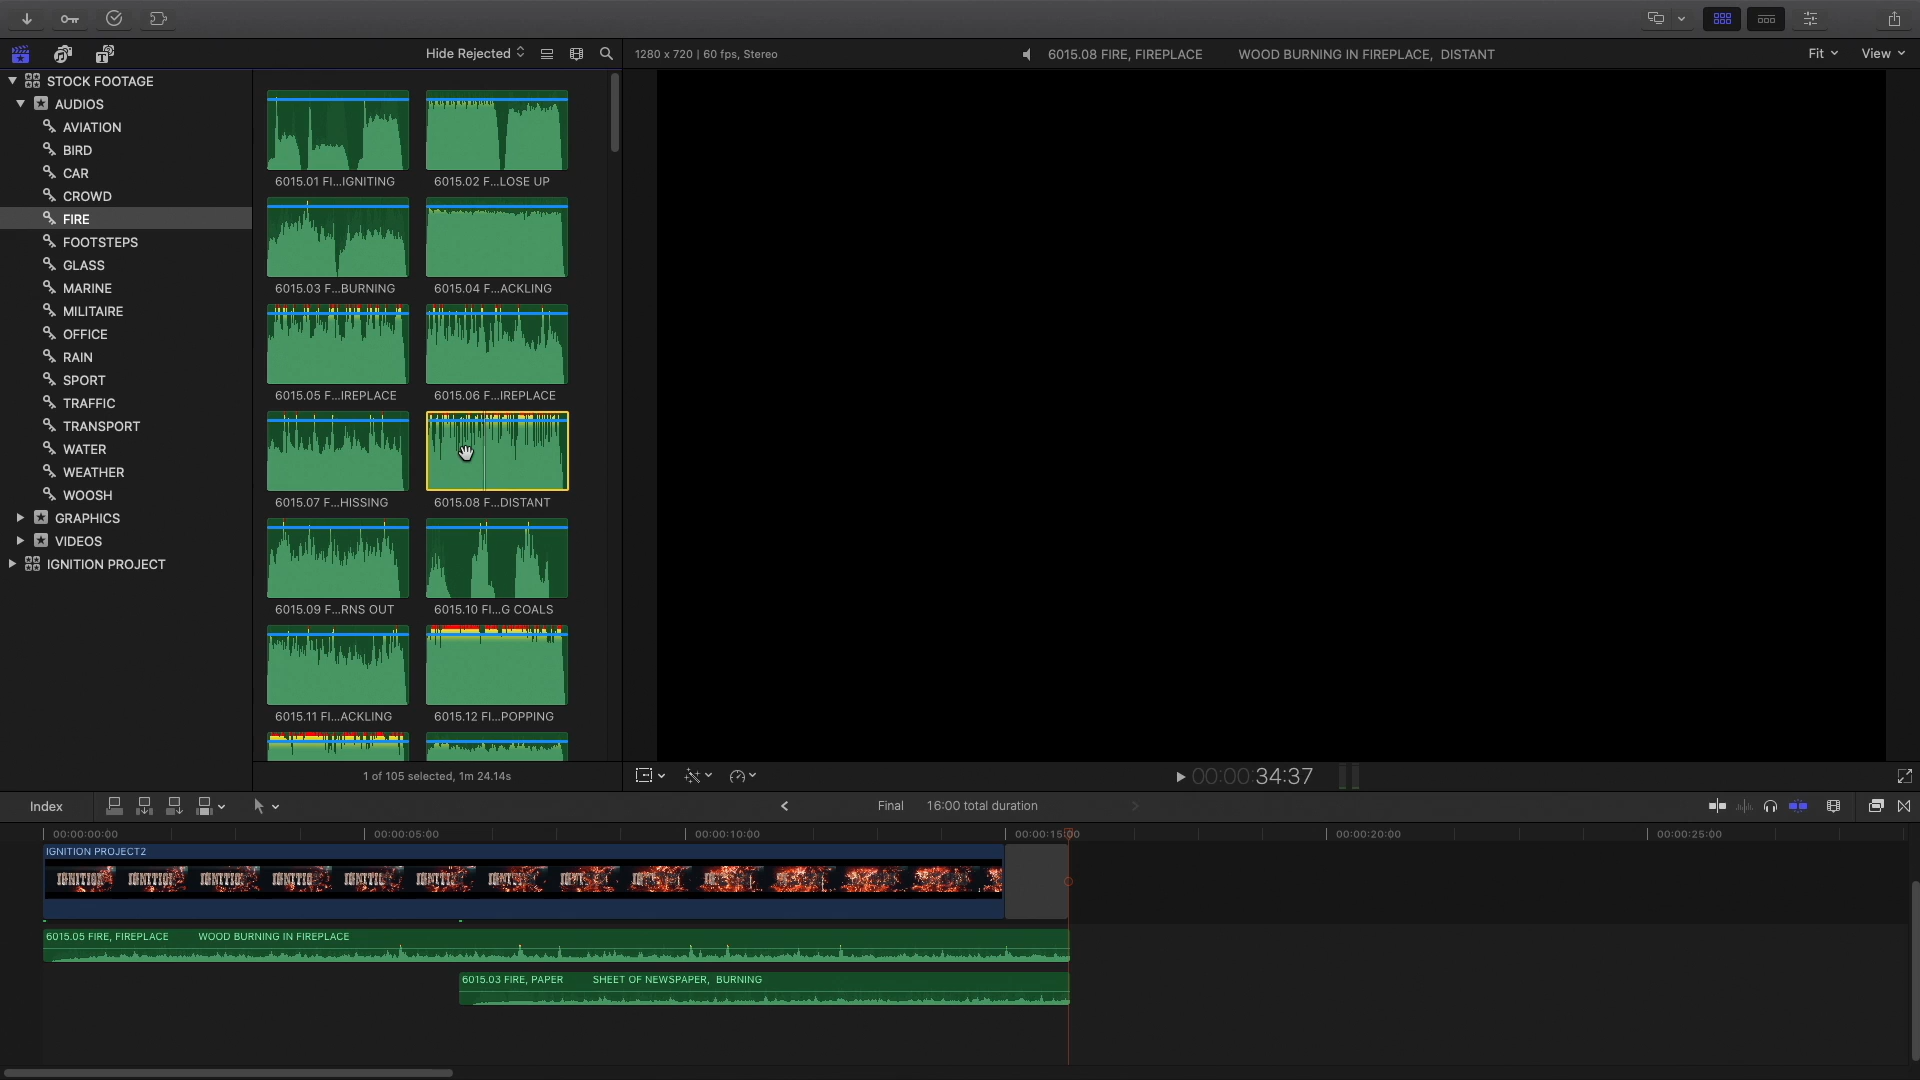 Hide Rejected
1280 x 720 | 60 fps, Stereo
6015.08 FIRE, FIREPLACE WOOD BURNING IN FIREPLACE, DISTANT
Fit
View
STOCK FOOTAGE
AUDIOS
AVIATION
BIRD
CAR
CROWD
FIRE
FOOTSTEPS
GLASS
MARINE
MILITAIRE
OFFICE
RAIN
SPORT
TRAFFIC
TRANSPORT
WATER
WEATHER
WOOSH
GRAPHICS
VIDEOS
IGNITION PROJECT
6015.01 FI...IGNITING
6015.02 F...LOSE UP
6015.03 F...BURNING
6015.04 F...ACKLING
6015.05 F...IREPLACE
6015.06 F...IREPLACE
6015.07 F...HISSING
6015.08 F...DISTANT
6015.09 F...RNS OUT
6015.10 FI...G COALS
6015.11 FI...ACKLING
6015.12 FI...POPPING
1 of 105 selected, 1m 24.14s
00:00:34:37
Index
Final 16:00 total duration
00:00:00:00
00:00:05:00
00:00:10:00
00:00:15:00
00:00:20:00
00:00:25:00
IGNITION PROJECT2
6015.05 FIRE, FIREPLACE WOOD BURNING IN FIREPLACE
6015.03 FIRE, PAPER SHEET OF NEWSPAPER, BURNING